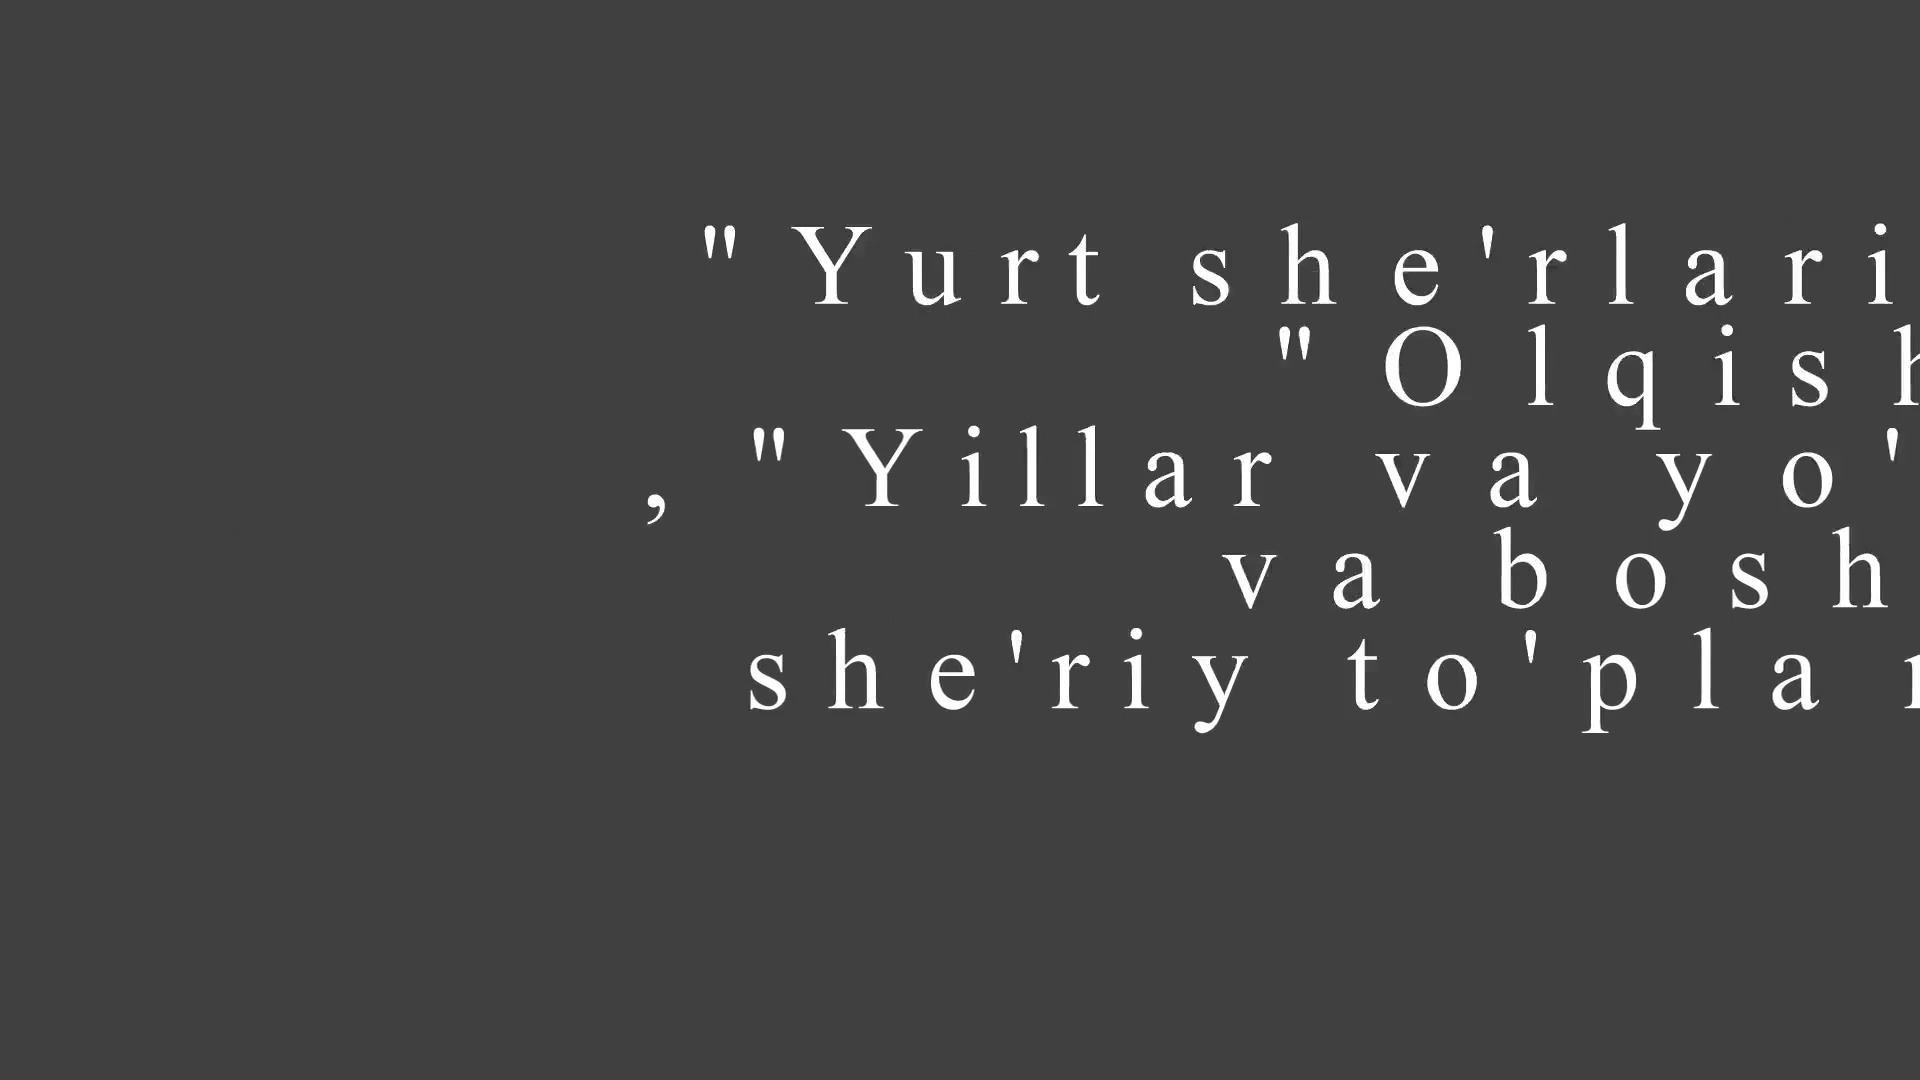 "Yurt she'rlari
"Olqish
, "Yillar va yo'
va bosh
she'riy to'pla